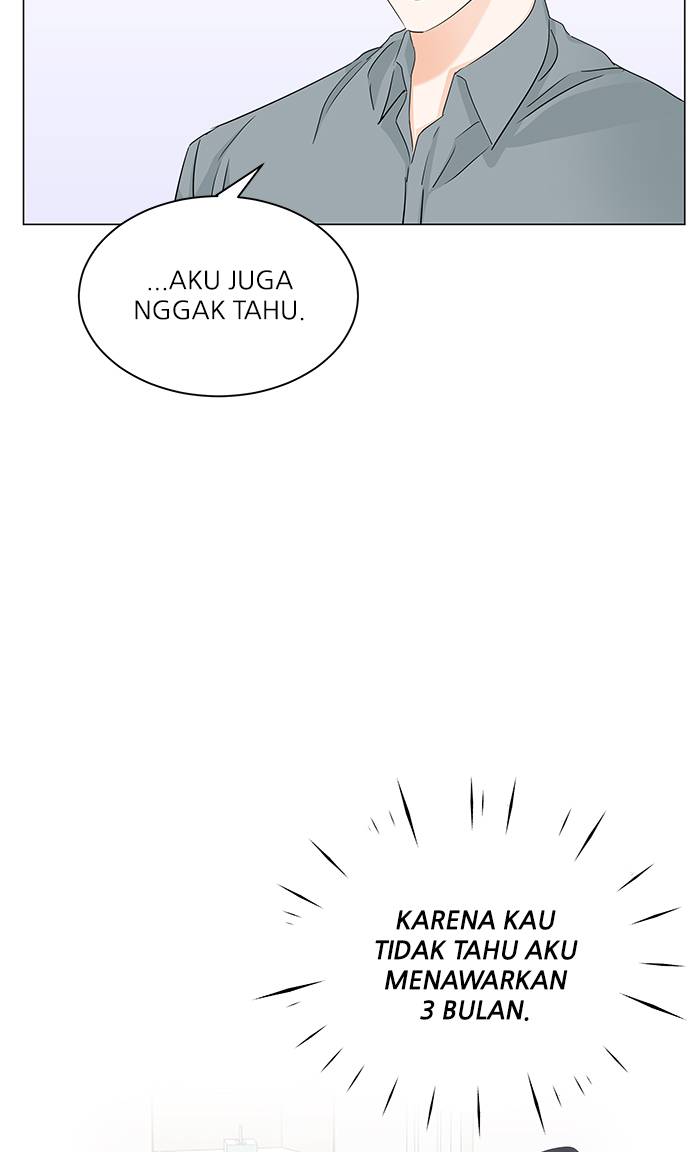 ...AKU JUGA
NGGAK TAHU.
KARENA KAU
TIDAK TAHU AKU
MENAWARKAN
3 BULAN.